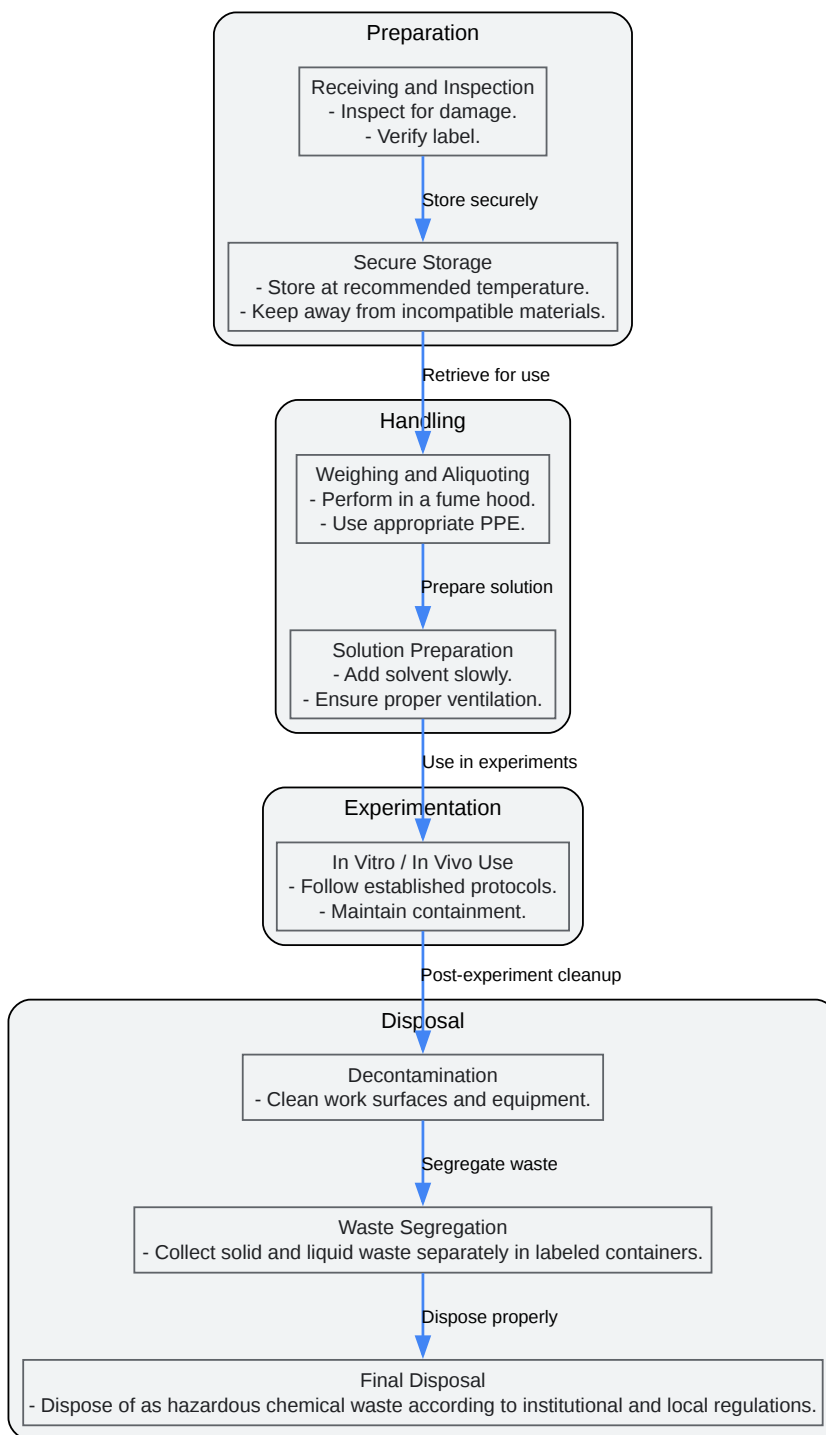 Preparation
Receiving and Inspection
- Inspect for damage.
- Verify label.
Store securely
Secure Storage
- Store at recommended temperature.
- Keep away from incompatible materials.
Retrieve for use
Handling
Weighing and Aliquoting
- Perform in a fume hood.
- Use appropriate PPE.
Prepare solution
Solution Preparation
- Add solvent slowly.
- Ensure proper ventilation.
Use in experiments
Experimentation
In Vitro / In Vivo Use
- Follow established protocols.
- Maintain containment.
Post-experiment cleanup
Disposal
Decontamination
- Clean work surfaces and equipment.
Segregate waste
Waste Segregation
- Collect solid and liquid waste separately in labeled containers.
Dispose properly
Final Disposal
- Dispose of as hazardous chemical waste according to institutional and local regulations.